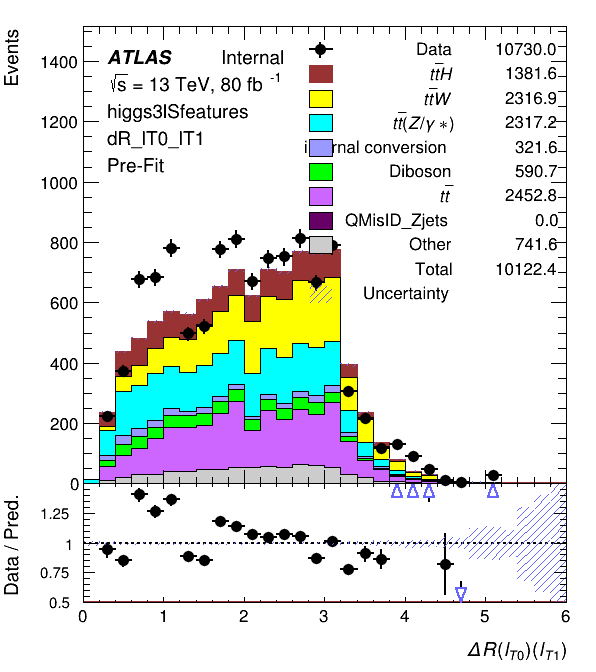 Events
1400
1200
1000
800
600
400
200
0
ATLAS Internal
√s = 13 TeV, 80 fb⁻¹
higgs3lSfeatures
dR_lT0_lT1
Pre-Fit
Data 10730.0
tt̄H 1381.6
tt̄W 2316.9
tt̄(Z/γ *) 2317.2
rnal conversion 321.6
Diboson 590.7
tt̄ 2452.8
QMisID_Zjets 0.0
Other 741.6
Total 10122.4
Uncertainty
Data / Pred.
1.25
1
0.75
0.5
0 1 2 3 4 5 6
ΔR(l_T0)(l_T1)